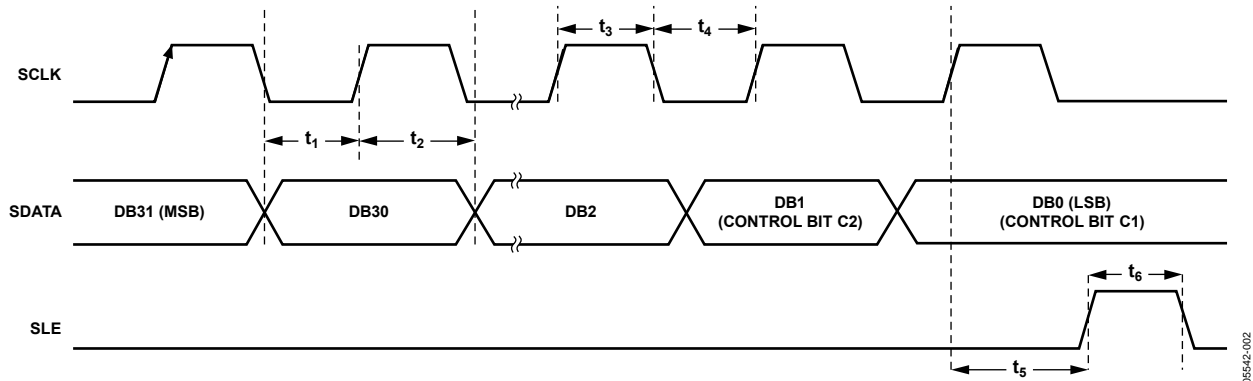 t3
t4
SCLK
t1
t2
SDATA
DB31 (MSB)
DB30
DB2
DB1
(CONTROL BIT C2)
DB0 (LSB)
(CONTROL BIT C1)
t6
SLE
t5
05542-002